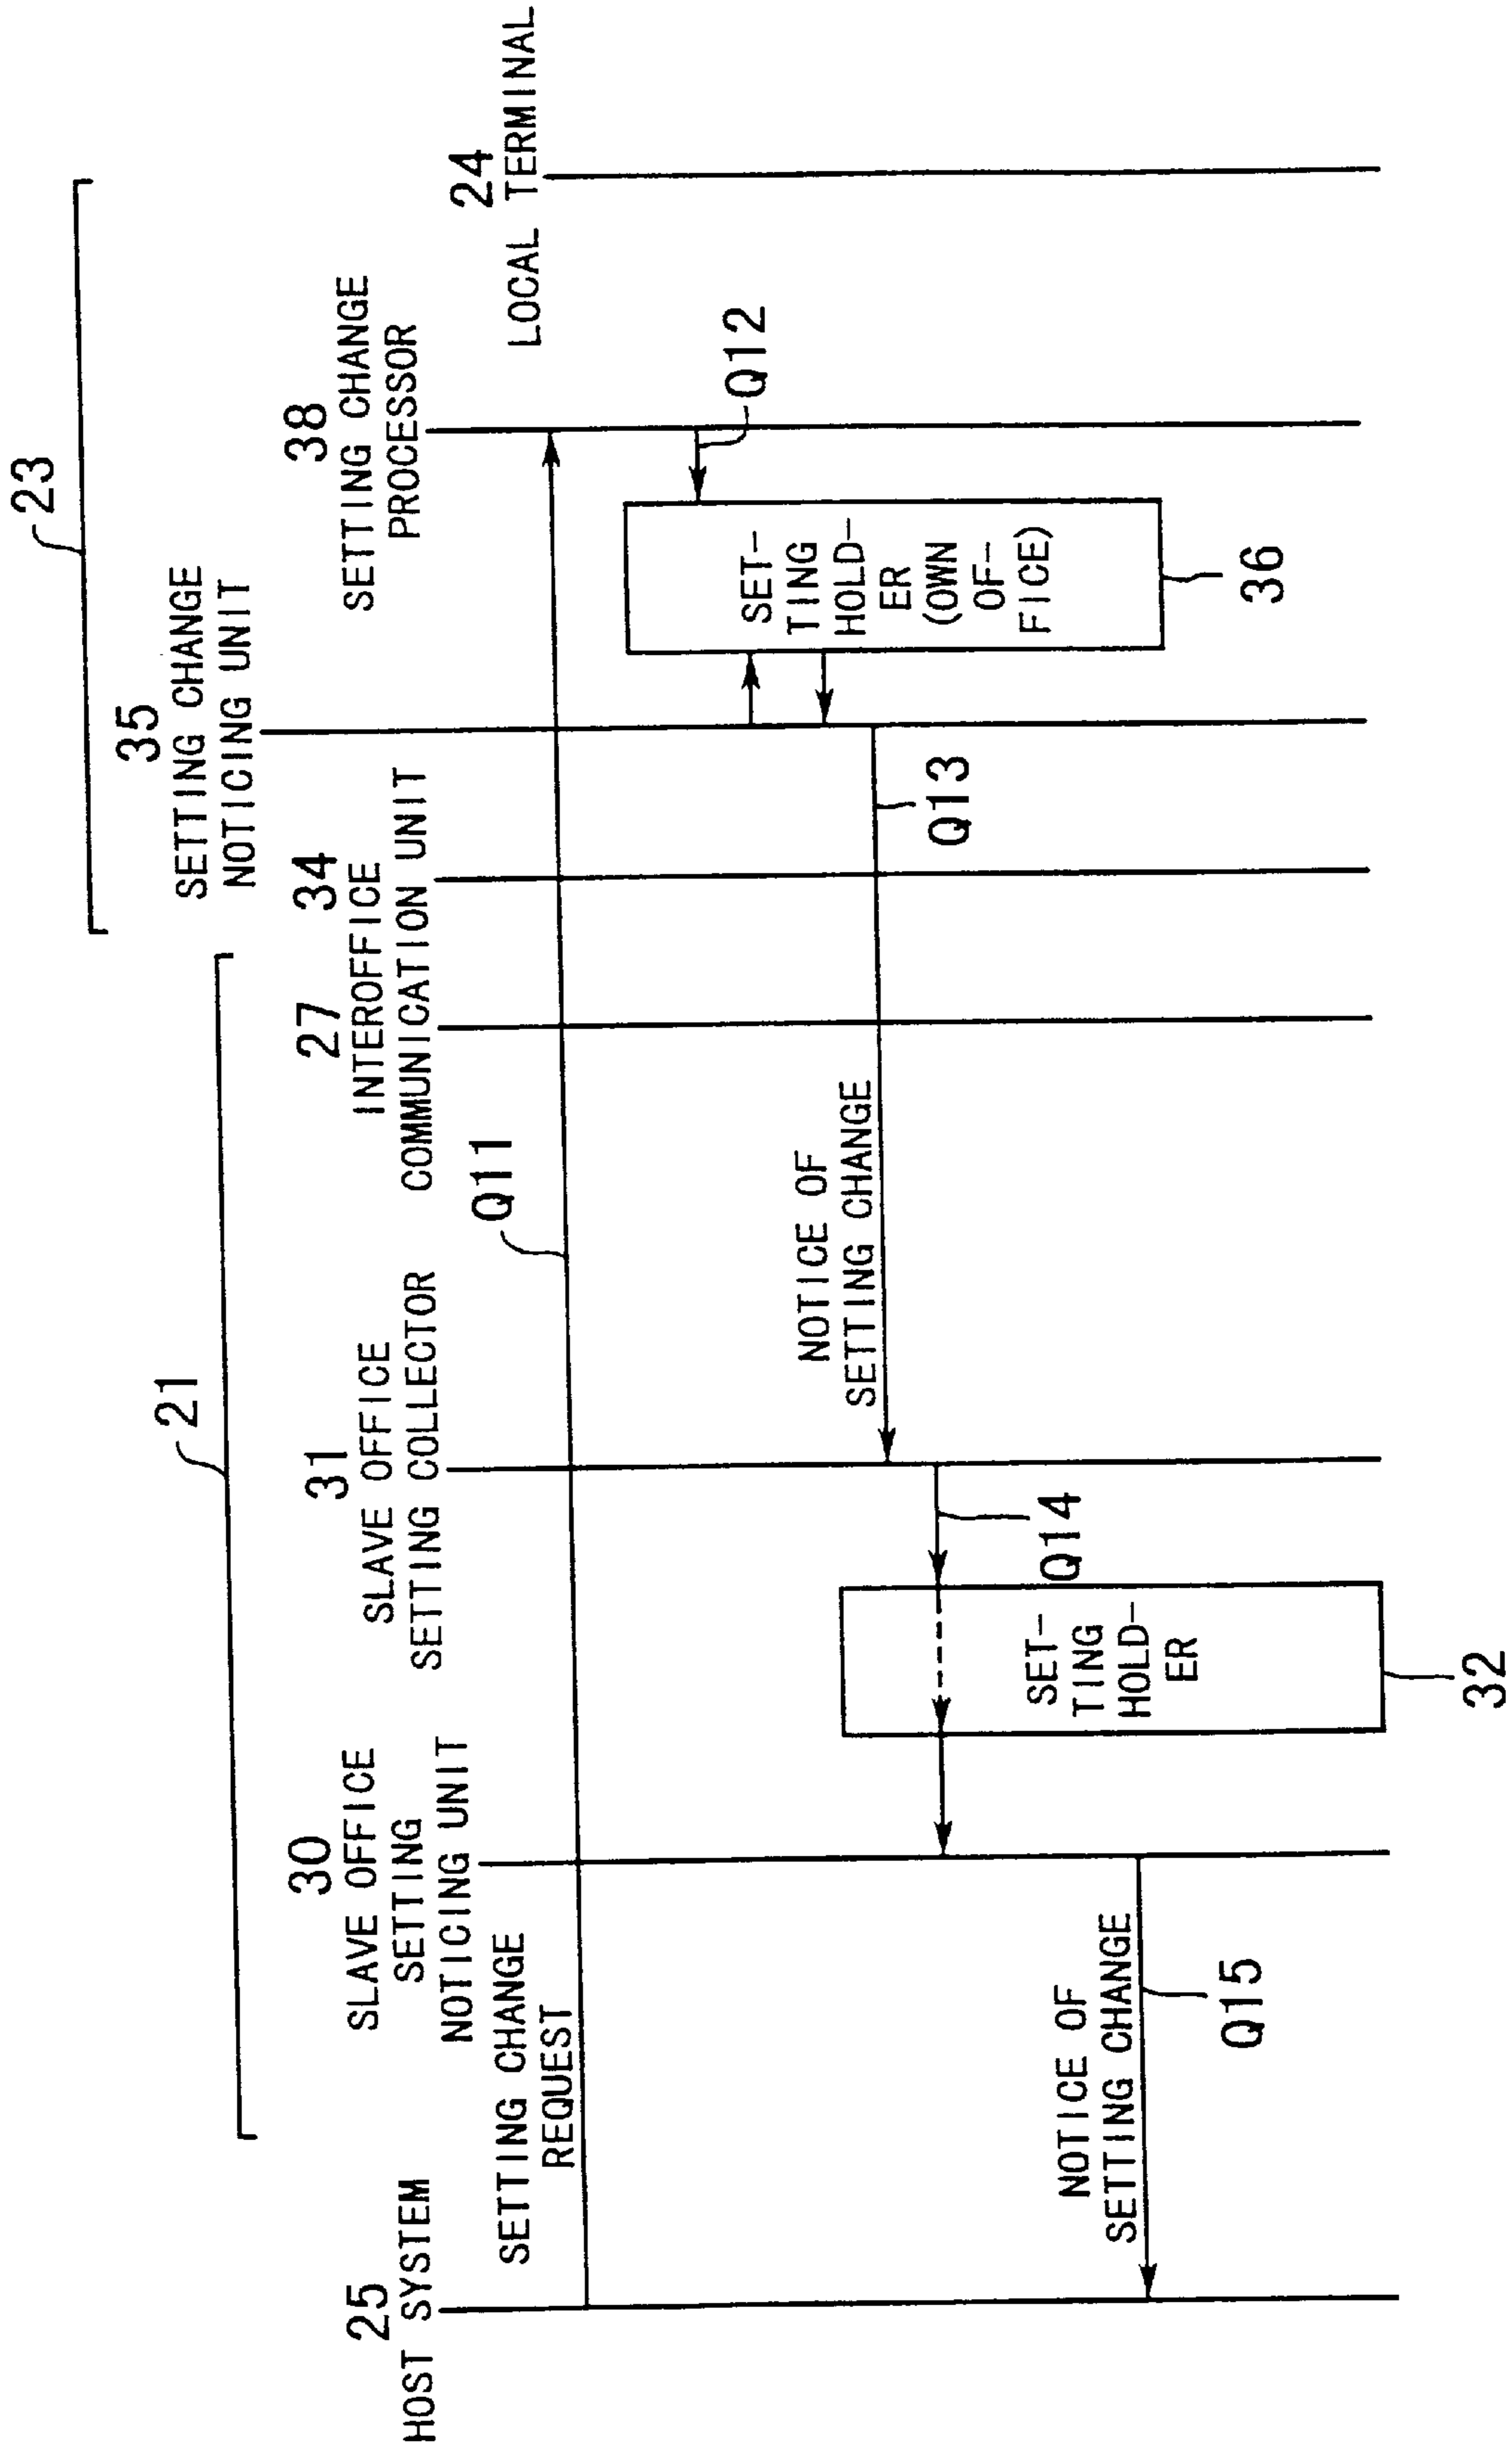 23
21
35
SETTING CHANGE
NOTICING UNIT
25
HOST SYSTEM
30
SLAVE OFFICE
SETTING
NOTICING UNIT
31
SLAVE OFFICE
SETTING COLLECTOR
27
34
INTEROFFICE
COMMUNICATION UNIT
38
SETTING CHANGE
PROCESSOR
24
LOCAL TERMINAL
SETTING CHANGE
REQUEST
Q11
Q12
SET-
TING
HOLD-
ER
(OWN
OF-
FICE)
36
NOTICE OF
SETTING CHANGE
Q13
Q14
SET-
TING
HOLD-
ER
32
NOTICE OF
SETTING CHANGE
Q15